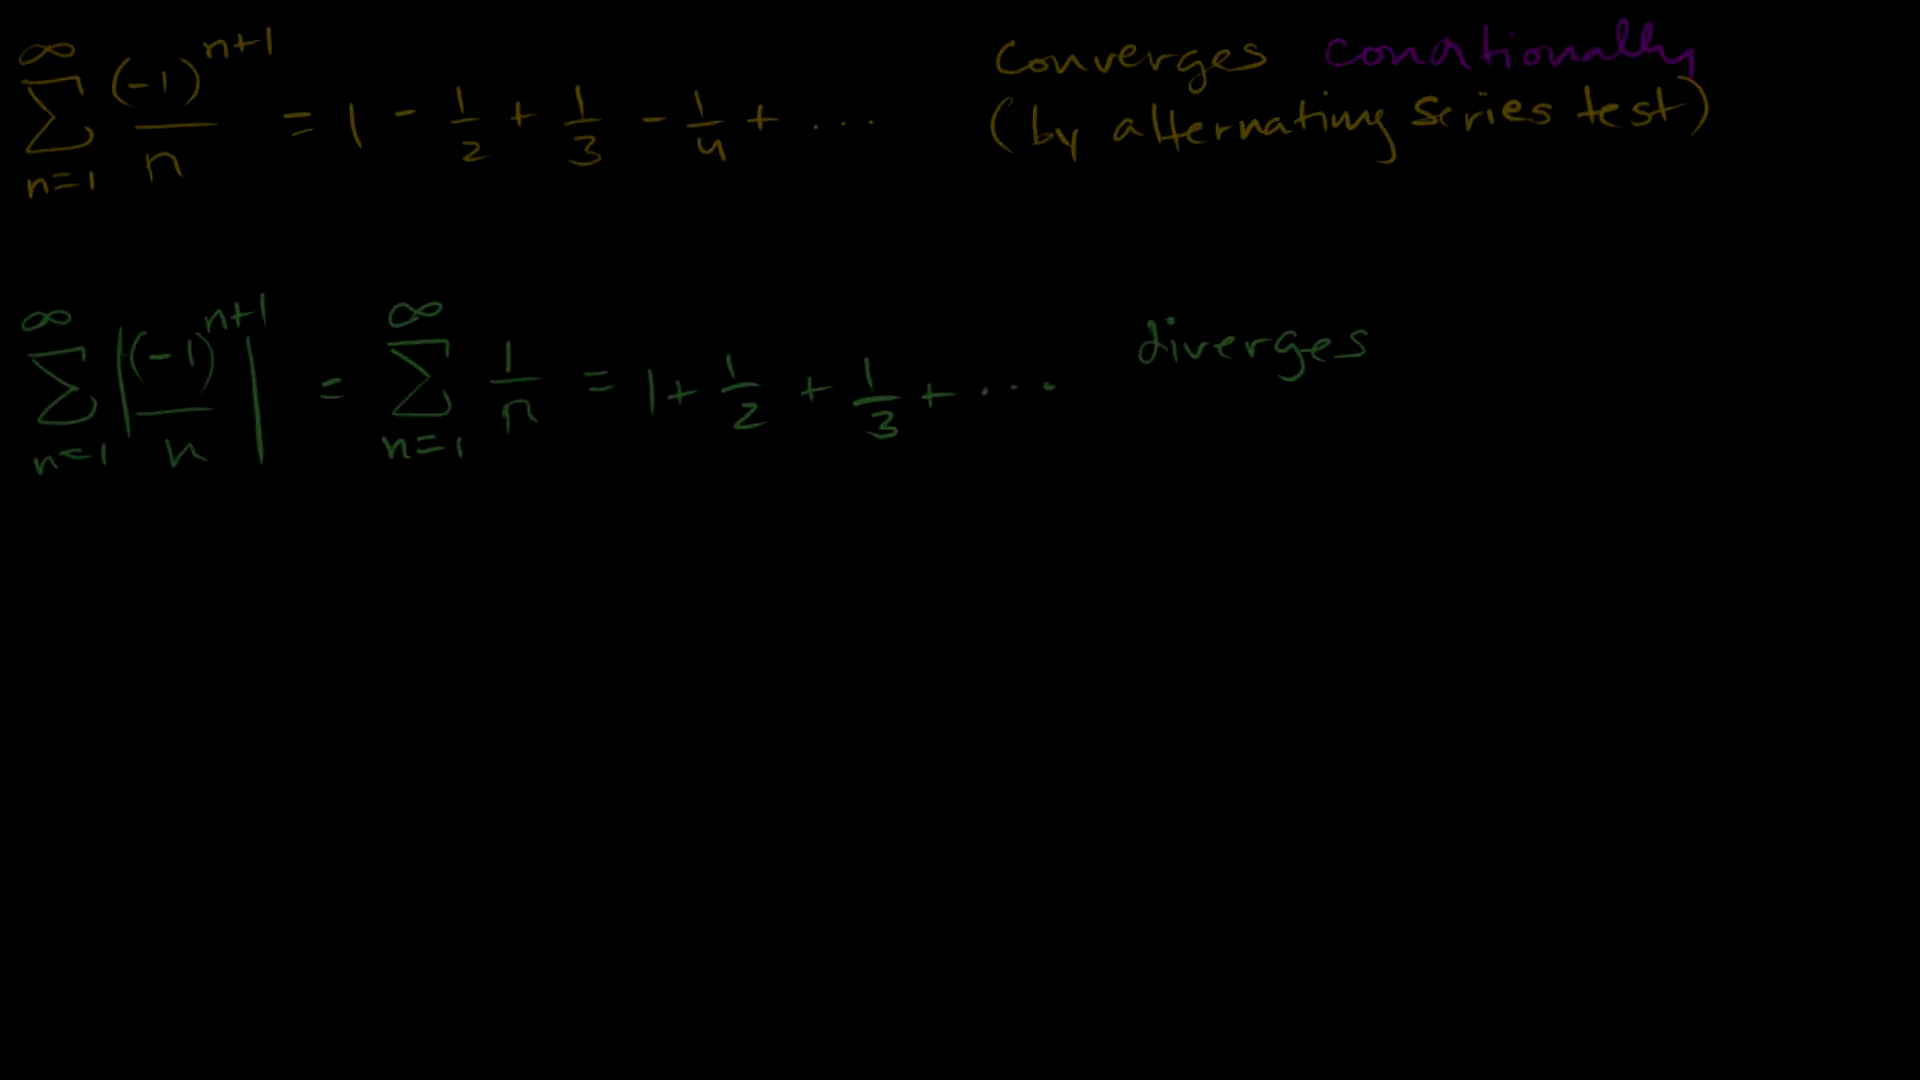 ∞ ∑ n=1 (-1)^(n+1) / n = 1 - 1/2 + 1/3 - 1/4 + ... converges conditionally
(by alternating series test)
∞ ∑ n=1 |(-1)^(n+1) / n| = ∞ ∑ n=1 1/n = 1 + 1/2 + 1/3 + ... diverges